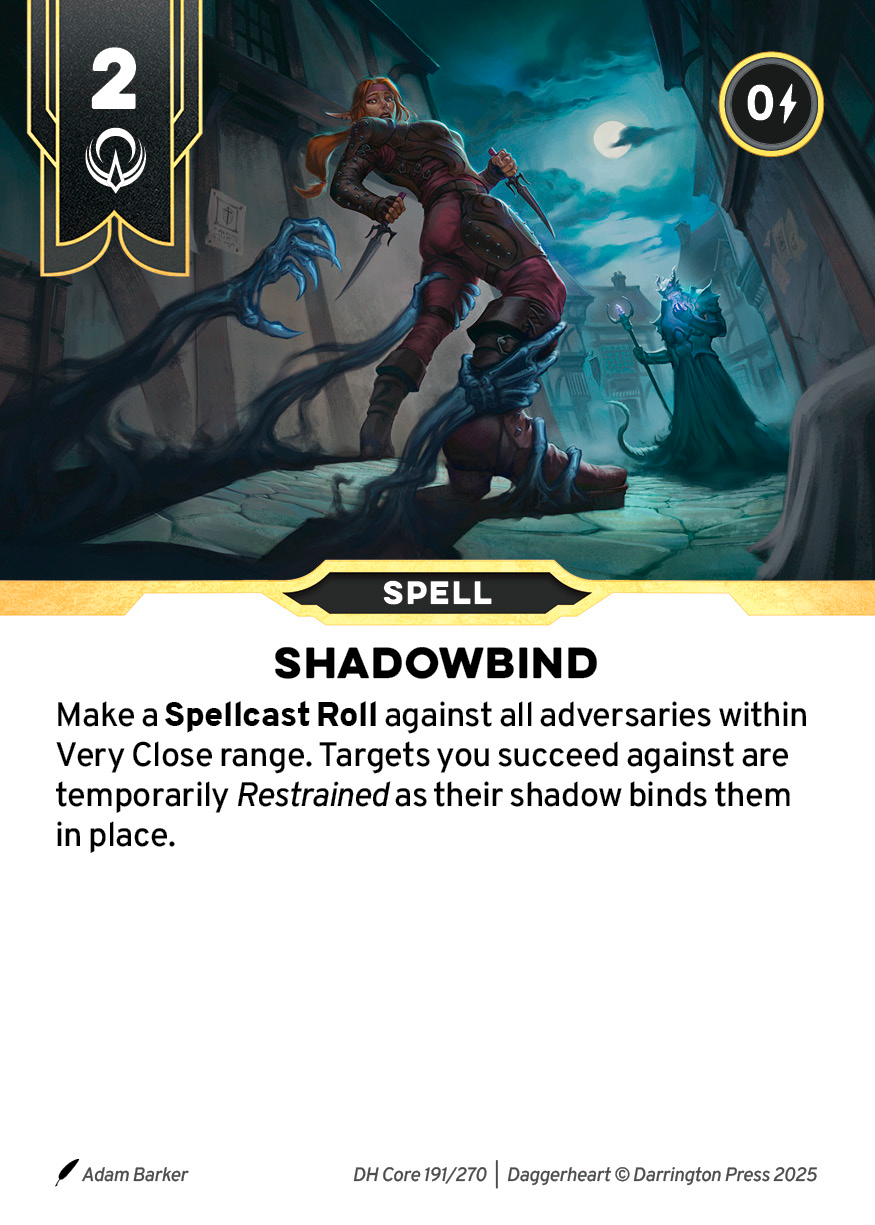 2
0
SPELL
SHADOWBIND
Make a Spellcast Roll against all adversaries within
Very Close range. Targets you succeed against are
temporarily Restrained as their shadow binds them
in place.
Adam Barker
DH Core 191/270 | Daggerheart © Darrington Press 2025